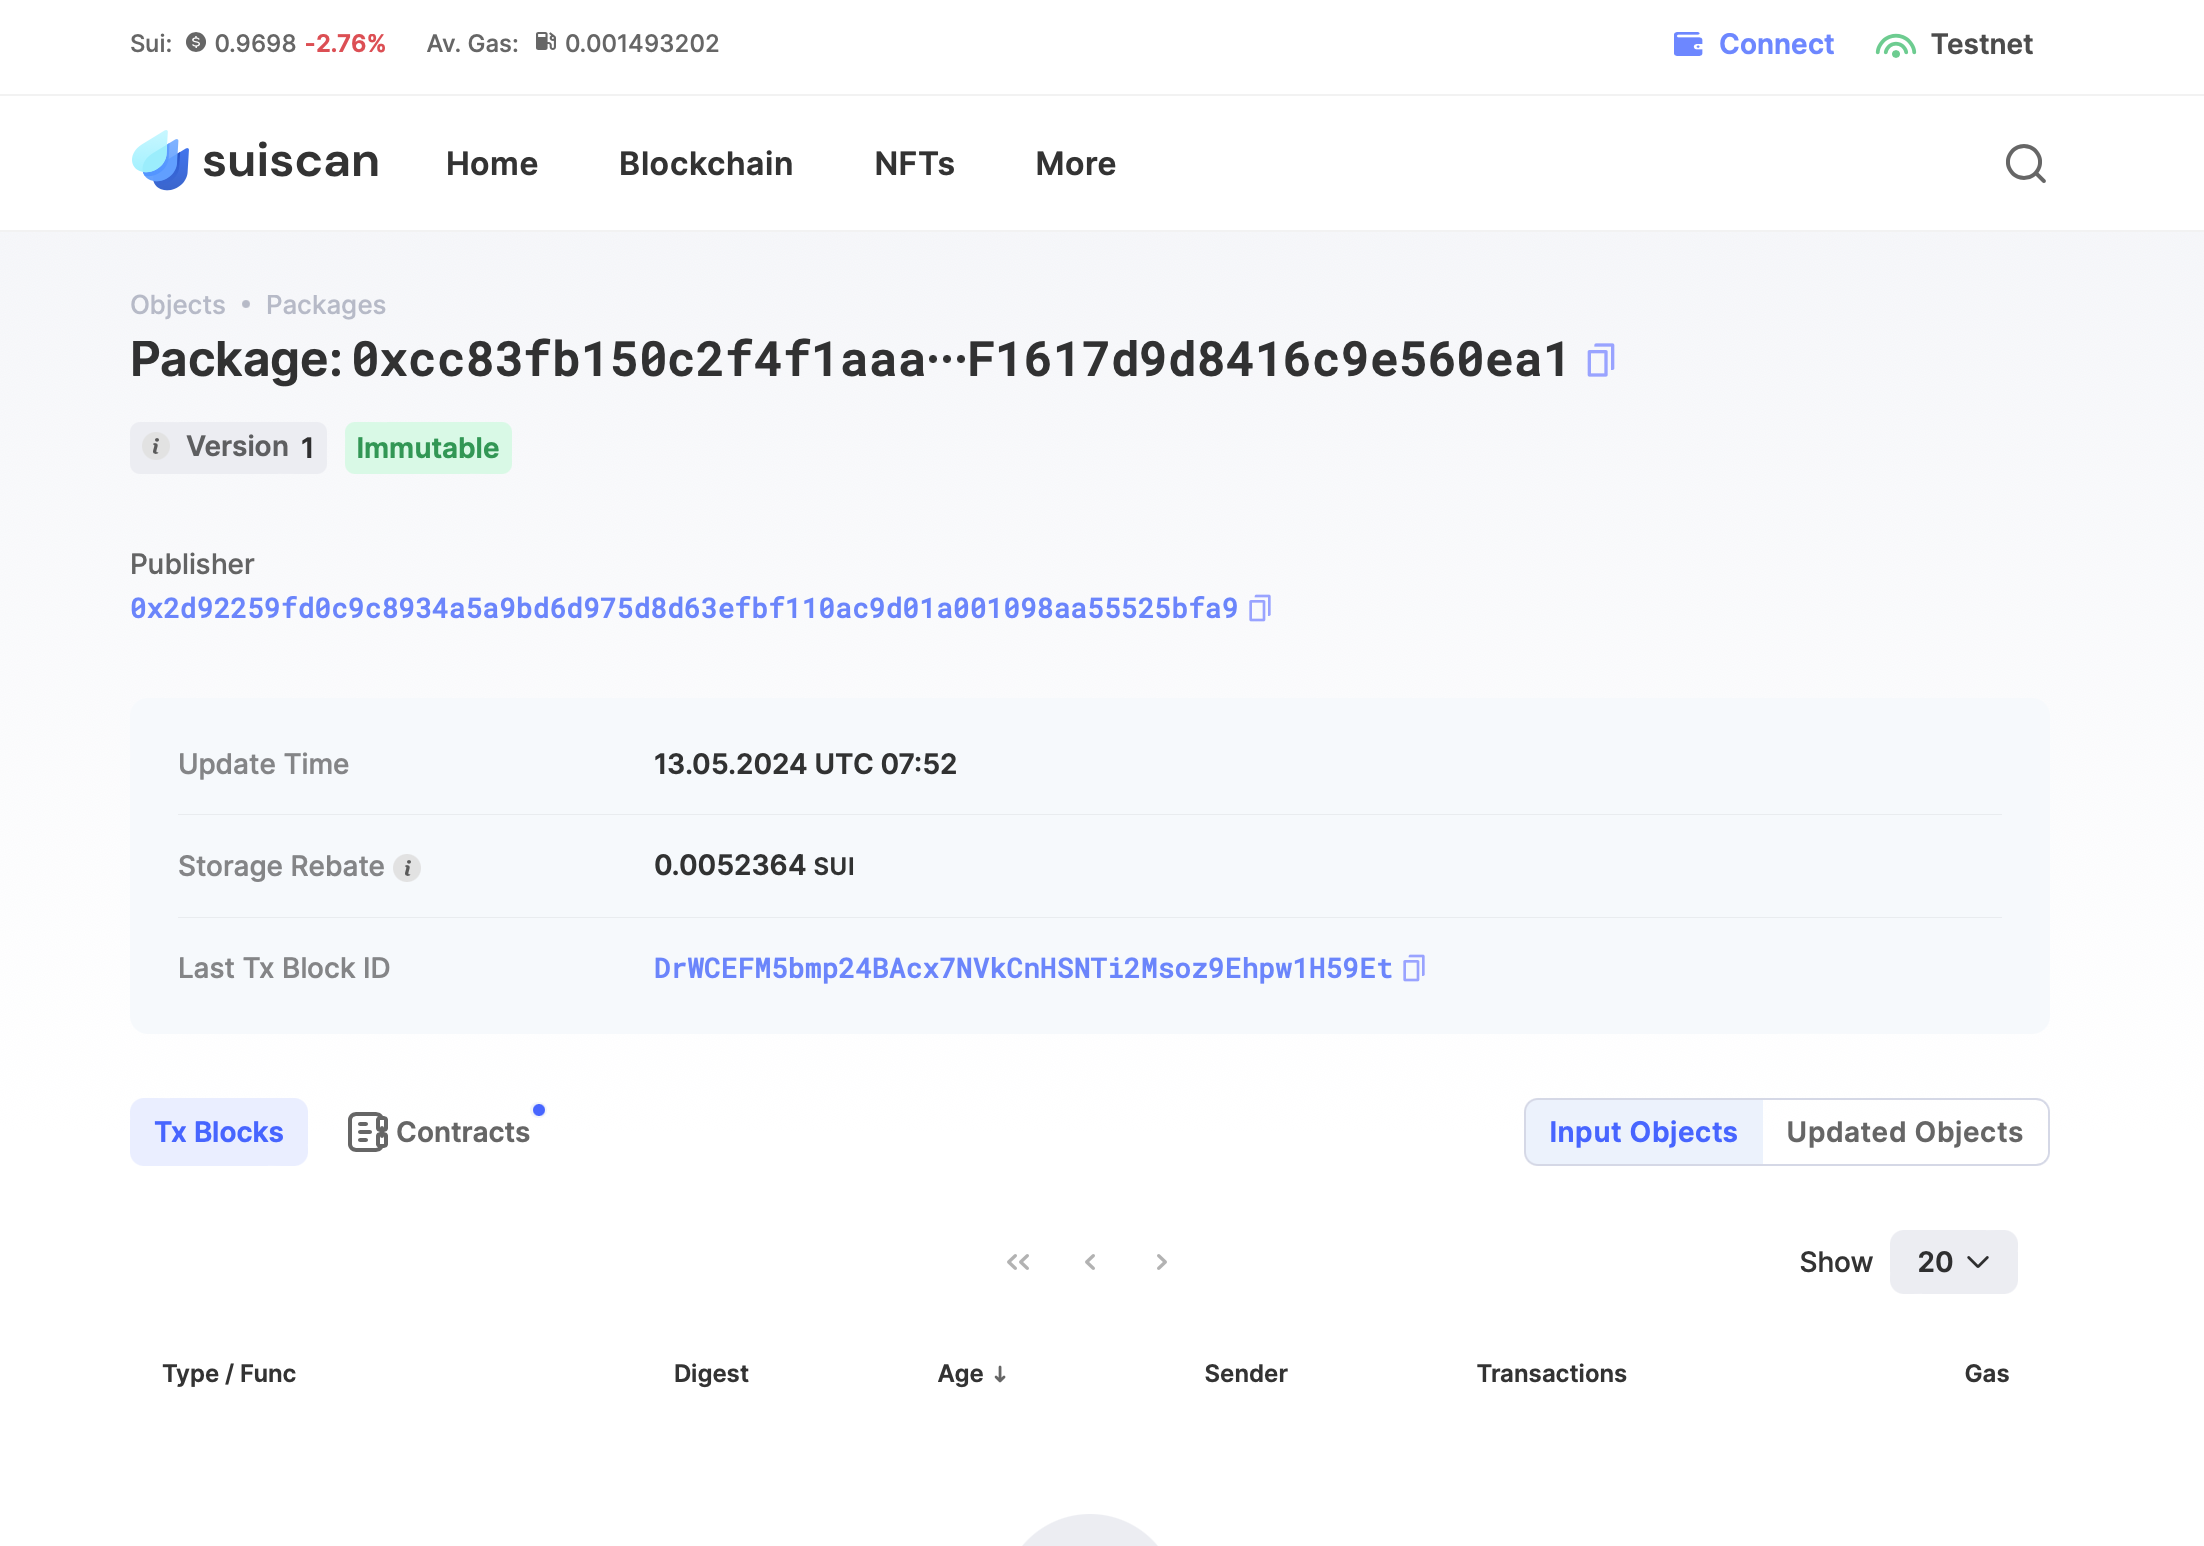 Sui: 0.9698 -2.76% Av. Gas: 0.001493202 Connect Testnet
suiscan Home Blockchain NFTs More
Objects • Packages
Package: 0xcc83fb150c2f4f1aaa···F1617d9d8416c9e560ea1
i Version 1 Immutable
Publisher
0x2d92259fd0c9c8934a5a9bd6d975d8d63efbf110ac9d01a001098aa55525bfa9
Update Time 13.05.2024 UTC 07:52
Storage Rebate i 0.0052364 SUI
Last Tx Block ID DrWCEFM5bmp24BAcx7NVkCnHSNTi2Msoz9Ehpw1H59Et
Tx Blocks Contracts Input Objects Updated Objects
Show 20
Type / Func Digest Age ↓ Sender Transactions Gas